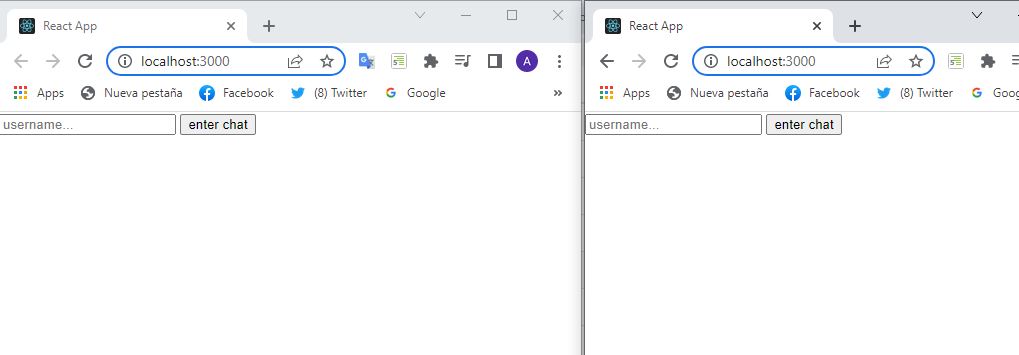 React App
localhost:3000
A
Apps Nueva pestaña Facebook (8) Twitter Google »
username... enter chat
React App
localhost:3000
Apps Nueva pestaña Facebook (8) Twitter Goog
username... enter chat